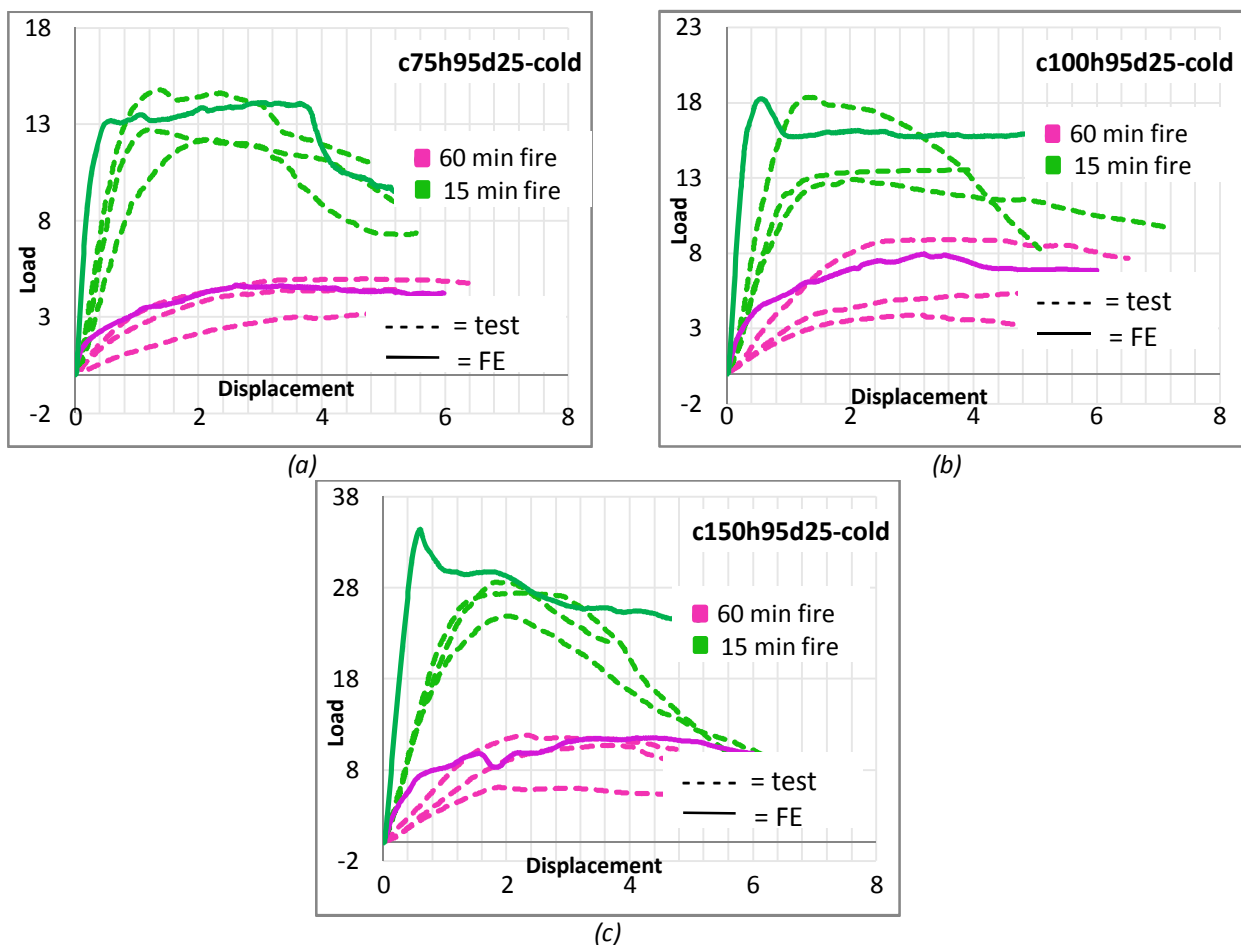 18
c75h95d25-cold
13
60 min fire
15 min fire
8
Load
3
= test
= FE
Displacement
-2
0 2 4 6 8
(a)
23
c100h95d25-cold
18
60 min fire
15 min fire
13
Load
8
3
= test
= FE
Displacement
-2
0 2 4 6 8
(b)
38
c150h95d25-cold
28
60 min fire
15 min fire
18
Load
8
= test
= FE
Displacement
-2
0 2 4 6 8
(c)